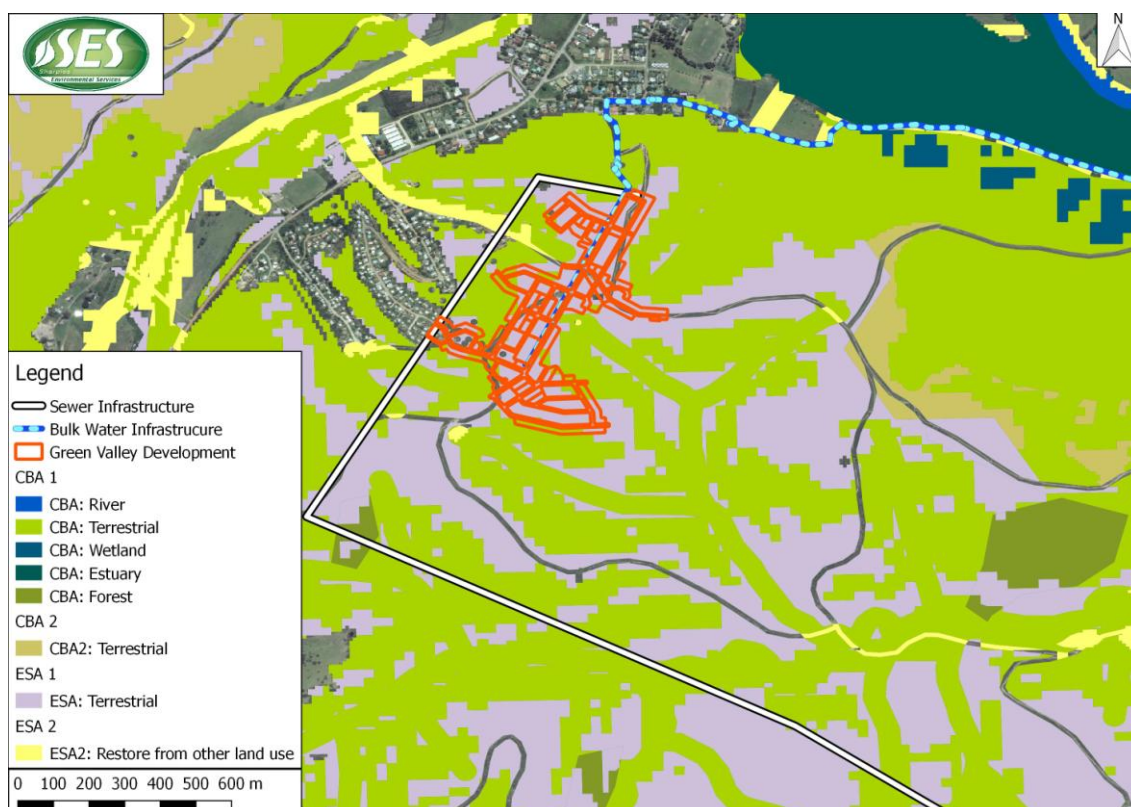 SES
Sharples
Environmental Services
N
Legend
Sewer Infrastructure
Bulk Water Infrastrucure
Green Valley Development
CBA 1
CBA: River
CBA: Terrestrial
CBA: Wetland
CBA: Estuary
CBA: Forest
CBA 2
CBA2: Terrestrial
ESA 1
ESA: Terrestrial
ESA 2
ESA2: Restore from other land use
0 100 200 300 400 500 600 m